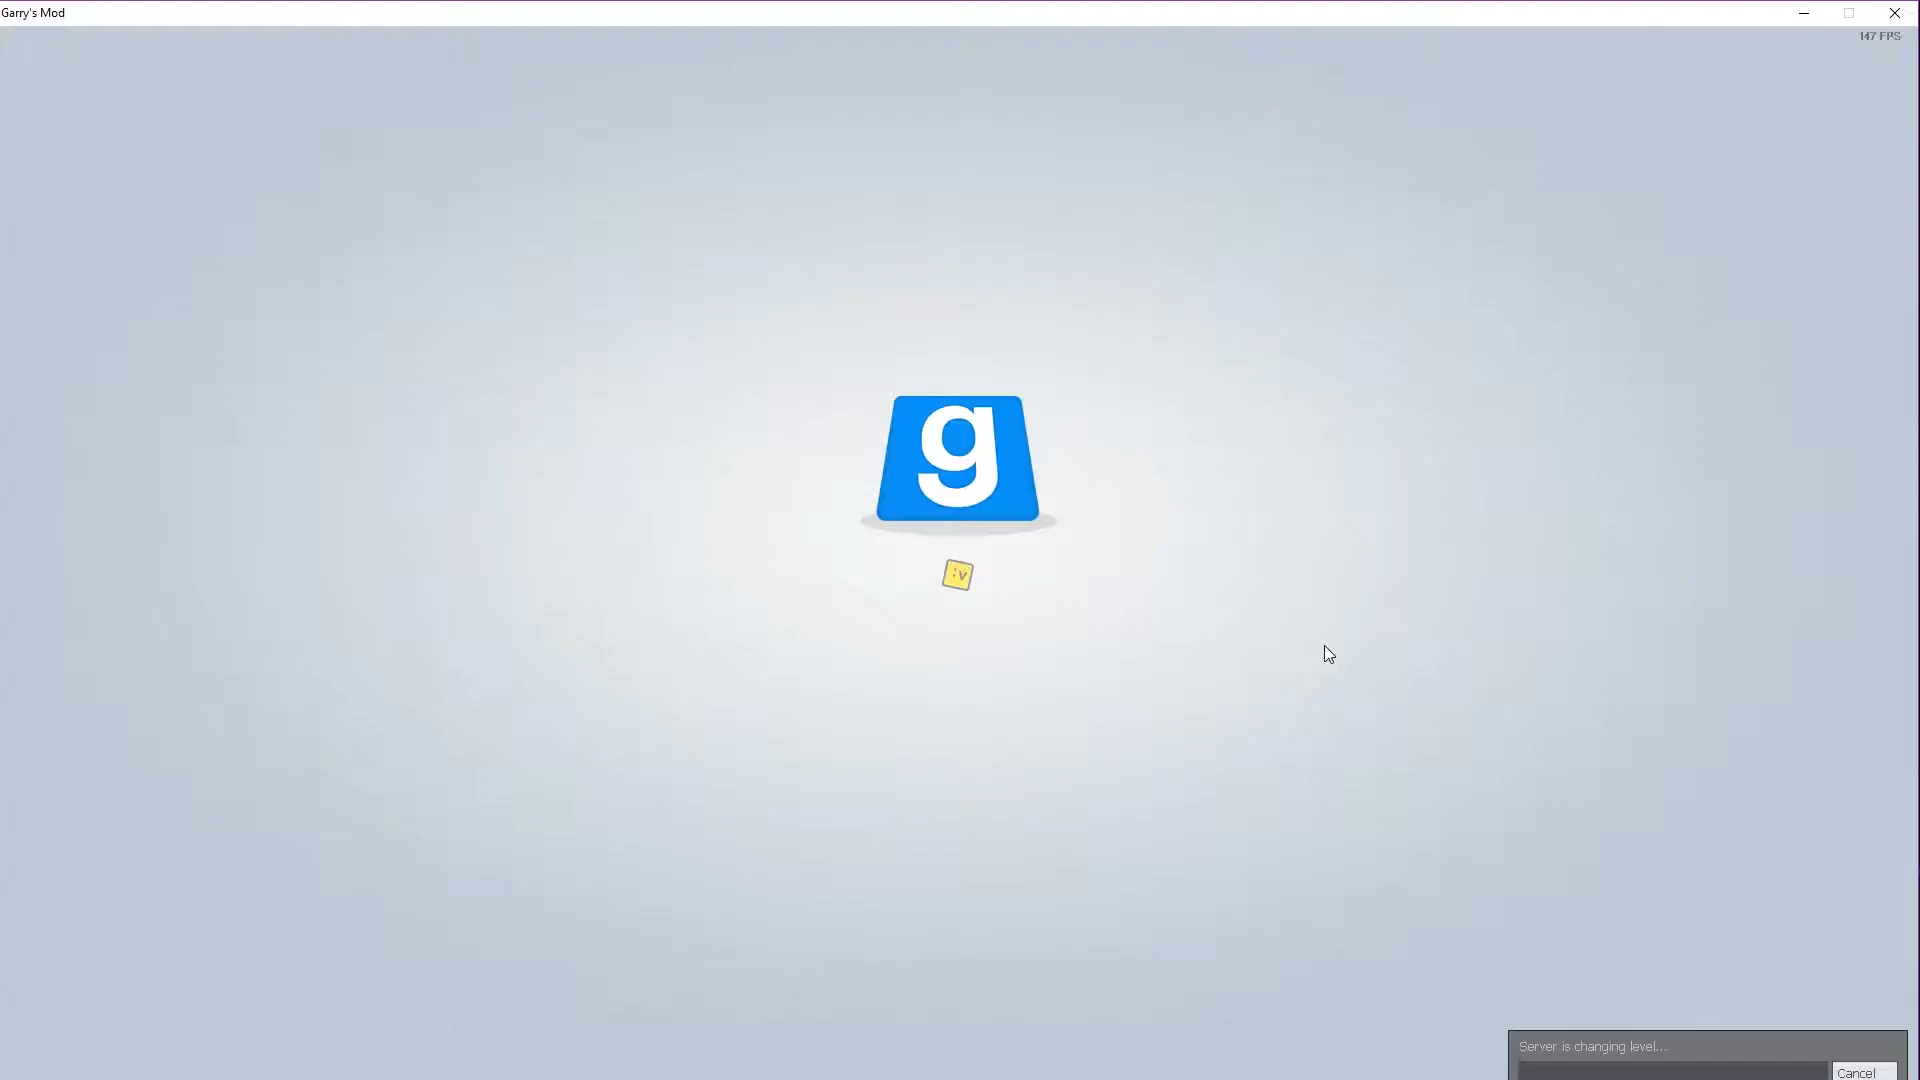 Garry's Mod
147 FPS
g
:v
Server is changing level...
Cancel